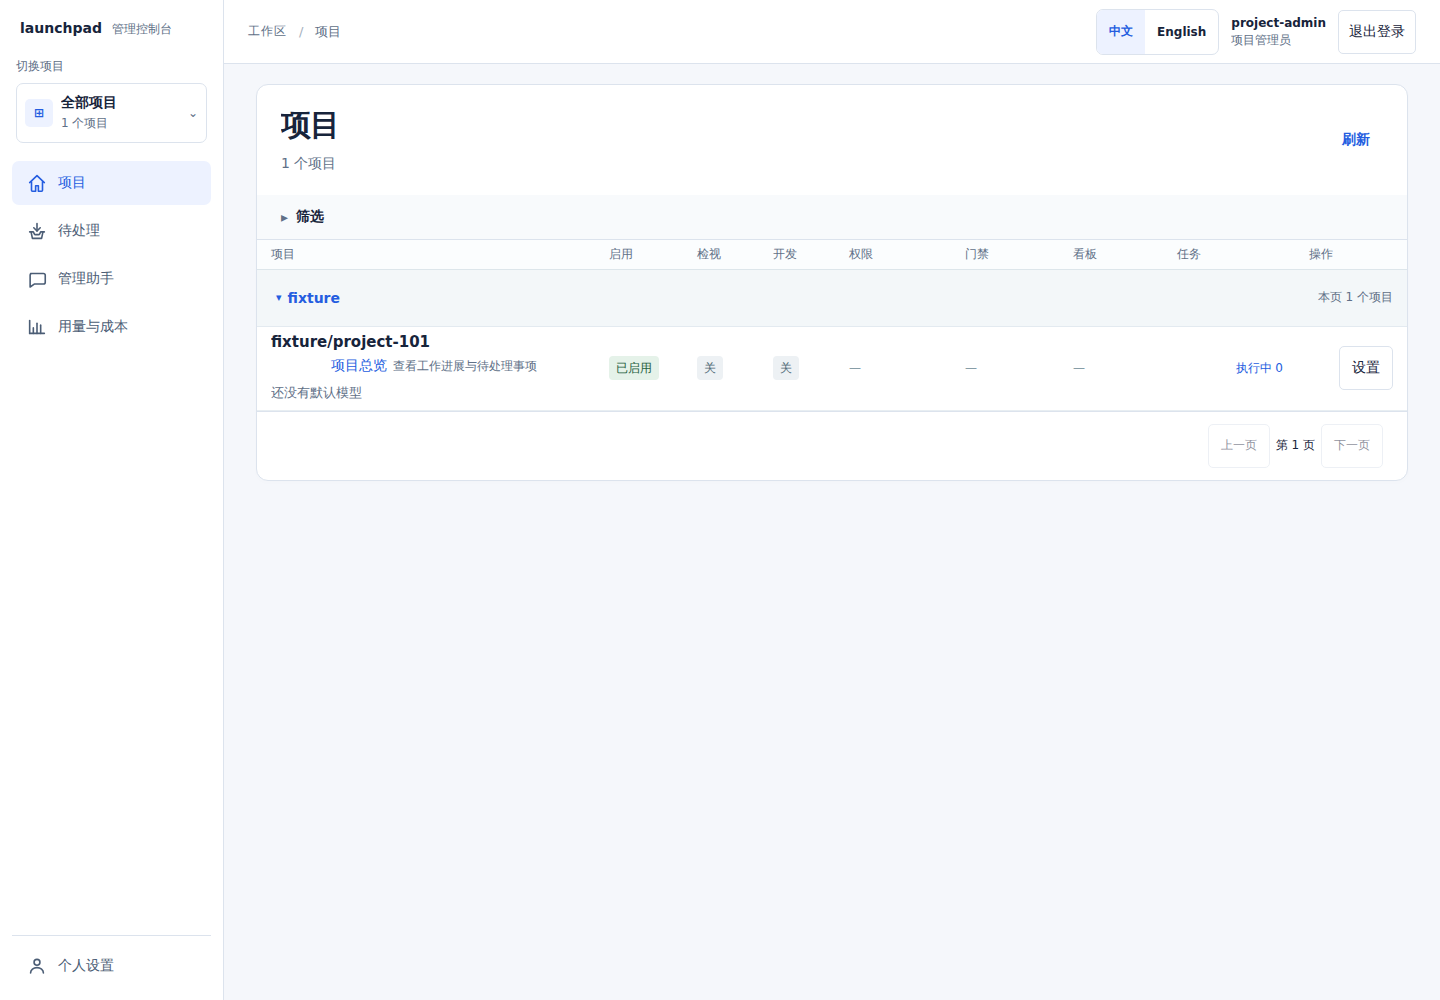 launchpad 管理控制台
切换项目
全部项目
1 个项目
项目
待处理
管理助手
用量与成本
个人设置
工作区 / 项目
中文 English
project-admin
项目管理员
退出登录
项目
1 个项目
刷新
筛选
项目 启用 检视 开发 权限 门禁 看板 任务 操作
fixture 本页 1 个项目
fixture/project-101
项目总览 查看工作进展与待处理事项
还没有默认模型
已启用 关 关 — — — 执行中 0 设置
上一页 第 1 页 下一页